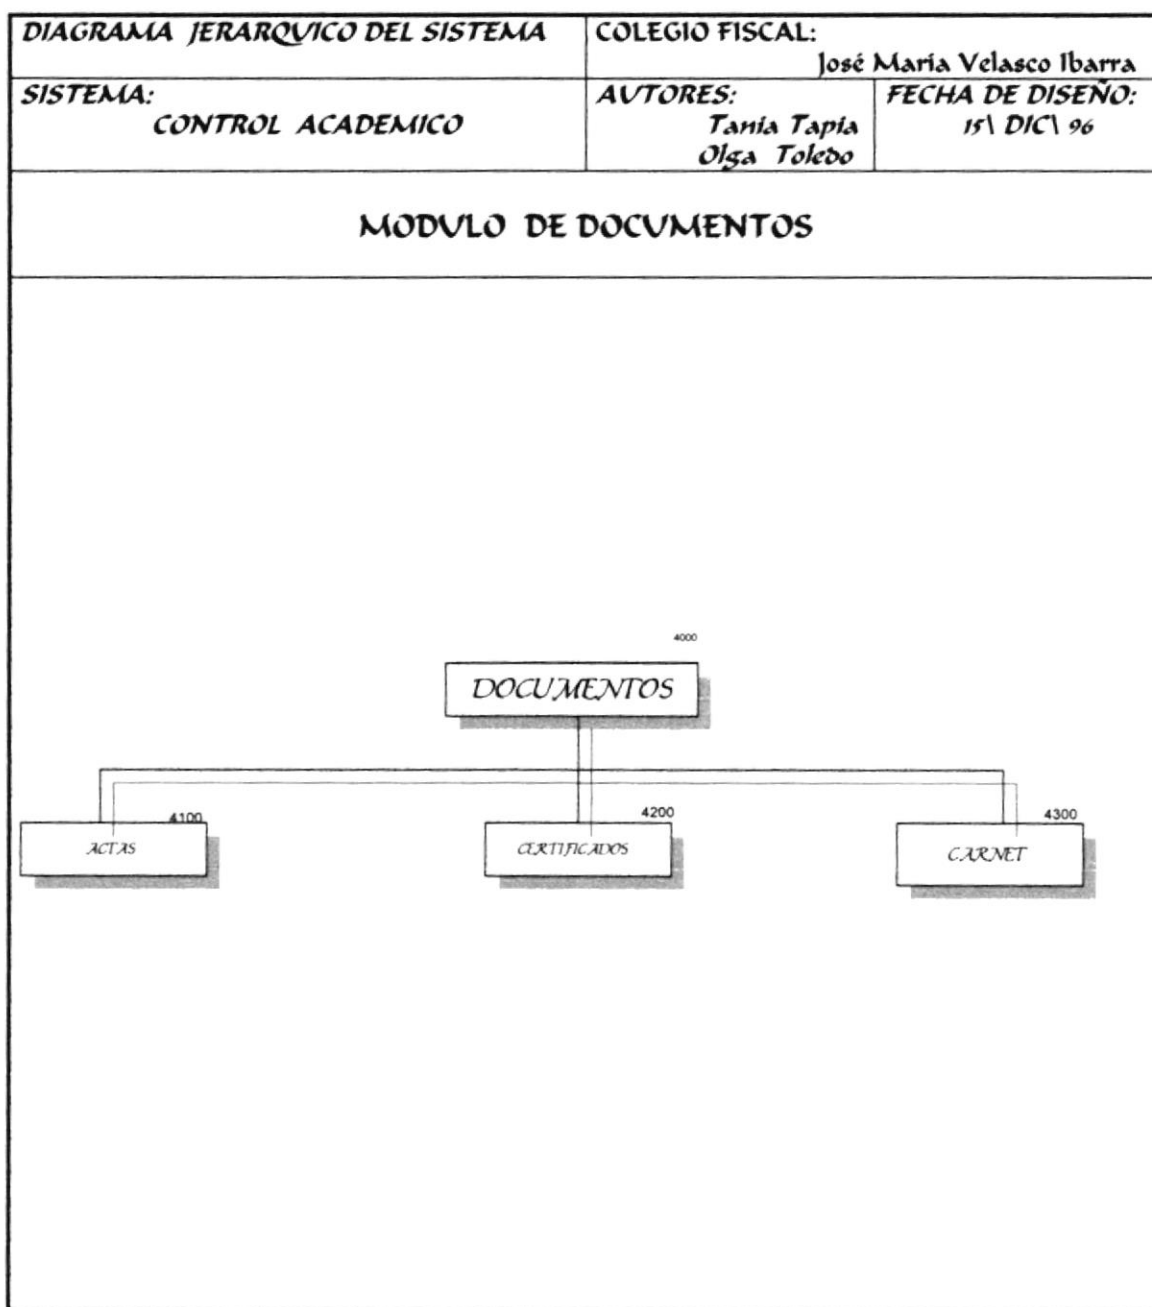 DIAGRAMA JERARQUICO DEL SISTEMA
COLEGIO FISCAL:
José María Velasco Ibarra
SISTEMA:
CONTROL ACADEMICO
AUTORES:
Tania Tapia
Olga Toledo
FECHA DE DISEÑO:
15\ DIC\ 96
MODULO DE DOCUMENTOS
4000
DOCUMENTOS
4100
ACTAS
4200
CERTIFICADOS
4300
CARNET